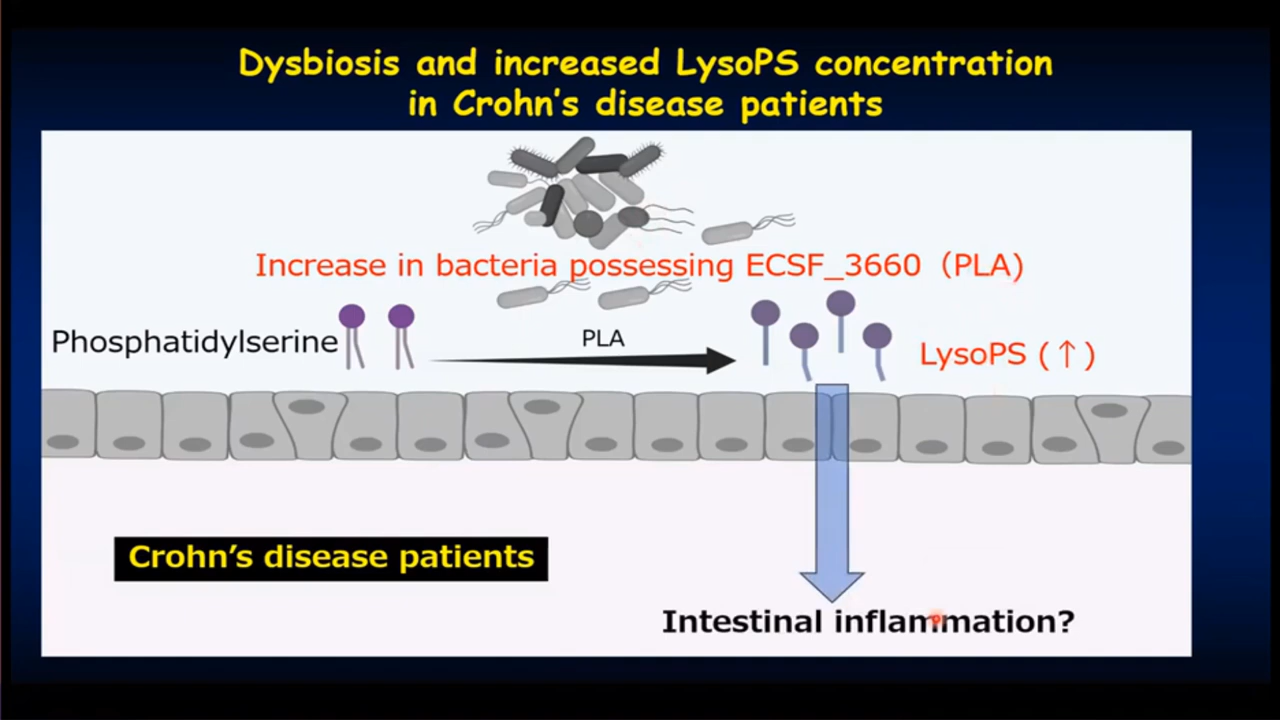 Dysbiosis and increased LysoPS concentration
in Crohn's disease patients
Increase in bacteria possessing ECSF_3660 (PLA)
Phosphatidylserine
PLA
LysoPS (↑)
Crohn's disease patients
Intestinal inflammation?